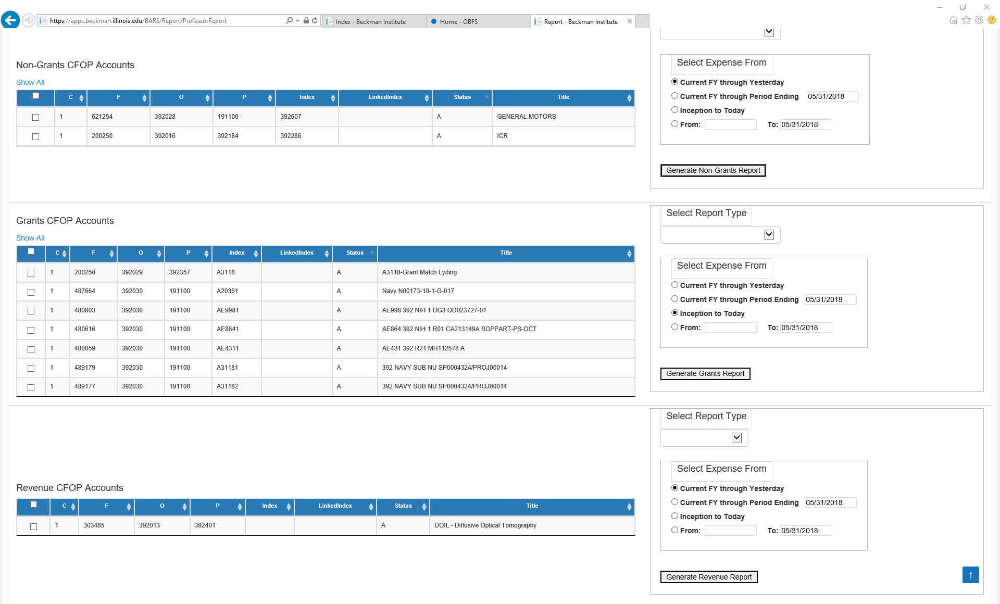 https://apps.beckman.illinois.edu/BARS/Report/ProfessorReport
Index - Beckman Institute
Home - OBFS
Report - Beckman Institute
Non-Grants CFOP Accounts
Show All
C F O P Index LinkedIndex Status Title
1 621254 392028 191100 392607 A GENERAL MOTORS
1 200250 392016 392184 392286 A ICR
Select Expense From
Current FY through Yesterday
Current FY through Period Ending 05/31/2018
Inception to Today
From: To: 05/31/2018
Generate Non-Grants Report
Grants CFOP Accounts
Show All
C F O P Index LinkedIndex Status Title
1 200250 392029 392357 A3118 A A3118-Grant Match Lyding
1 487664 392030 191100 A20361 A Navy N00173-10-1-G-017
1 480803 392030 191100 AE9981 A AE998 392 NIH 1 UG3 OD023727-01
1 480616 392030 191100 AE8641 A AE864 392 NIH 1 R01 CA213149A BOPPART-PS-OCT
1 480059 392030 191100 AE4311 A AE431 392 R21 MH112578 A
1 489179 392030 191100 A31181 A 392 NAVY SUB NU SP0004324/PROJ00014
1 489177 392030 191100 A31182 A 392 NAVY SUB NU SP0004324/PROJ00014
Select Report Type
Select Expense From
Current FY through Yesterday
Current FY through Period Ending 05/31/2018
Inception to Today
From: To: 05/31/2018
Generate Grants Report
Revenue CFOP Accounts
C F O P Index LinkedIndex Status Title
1 303485 392013 392401 A DOIL - Diffusive Optical Tomography
Select Report Type
Select Expense From
Current FY through Yesterday
Current FY through Period Ending 05/31/2018
Inception to Today
From: To: 05/31/2018
Generate Revenue Report